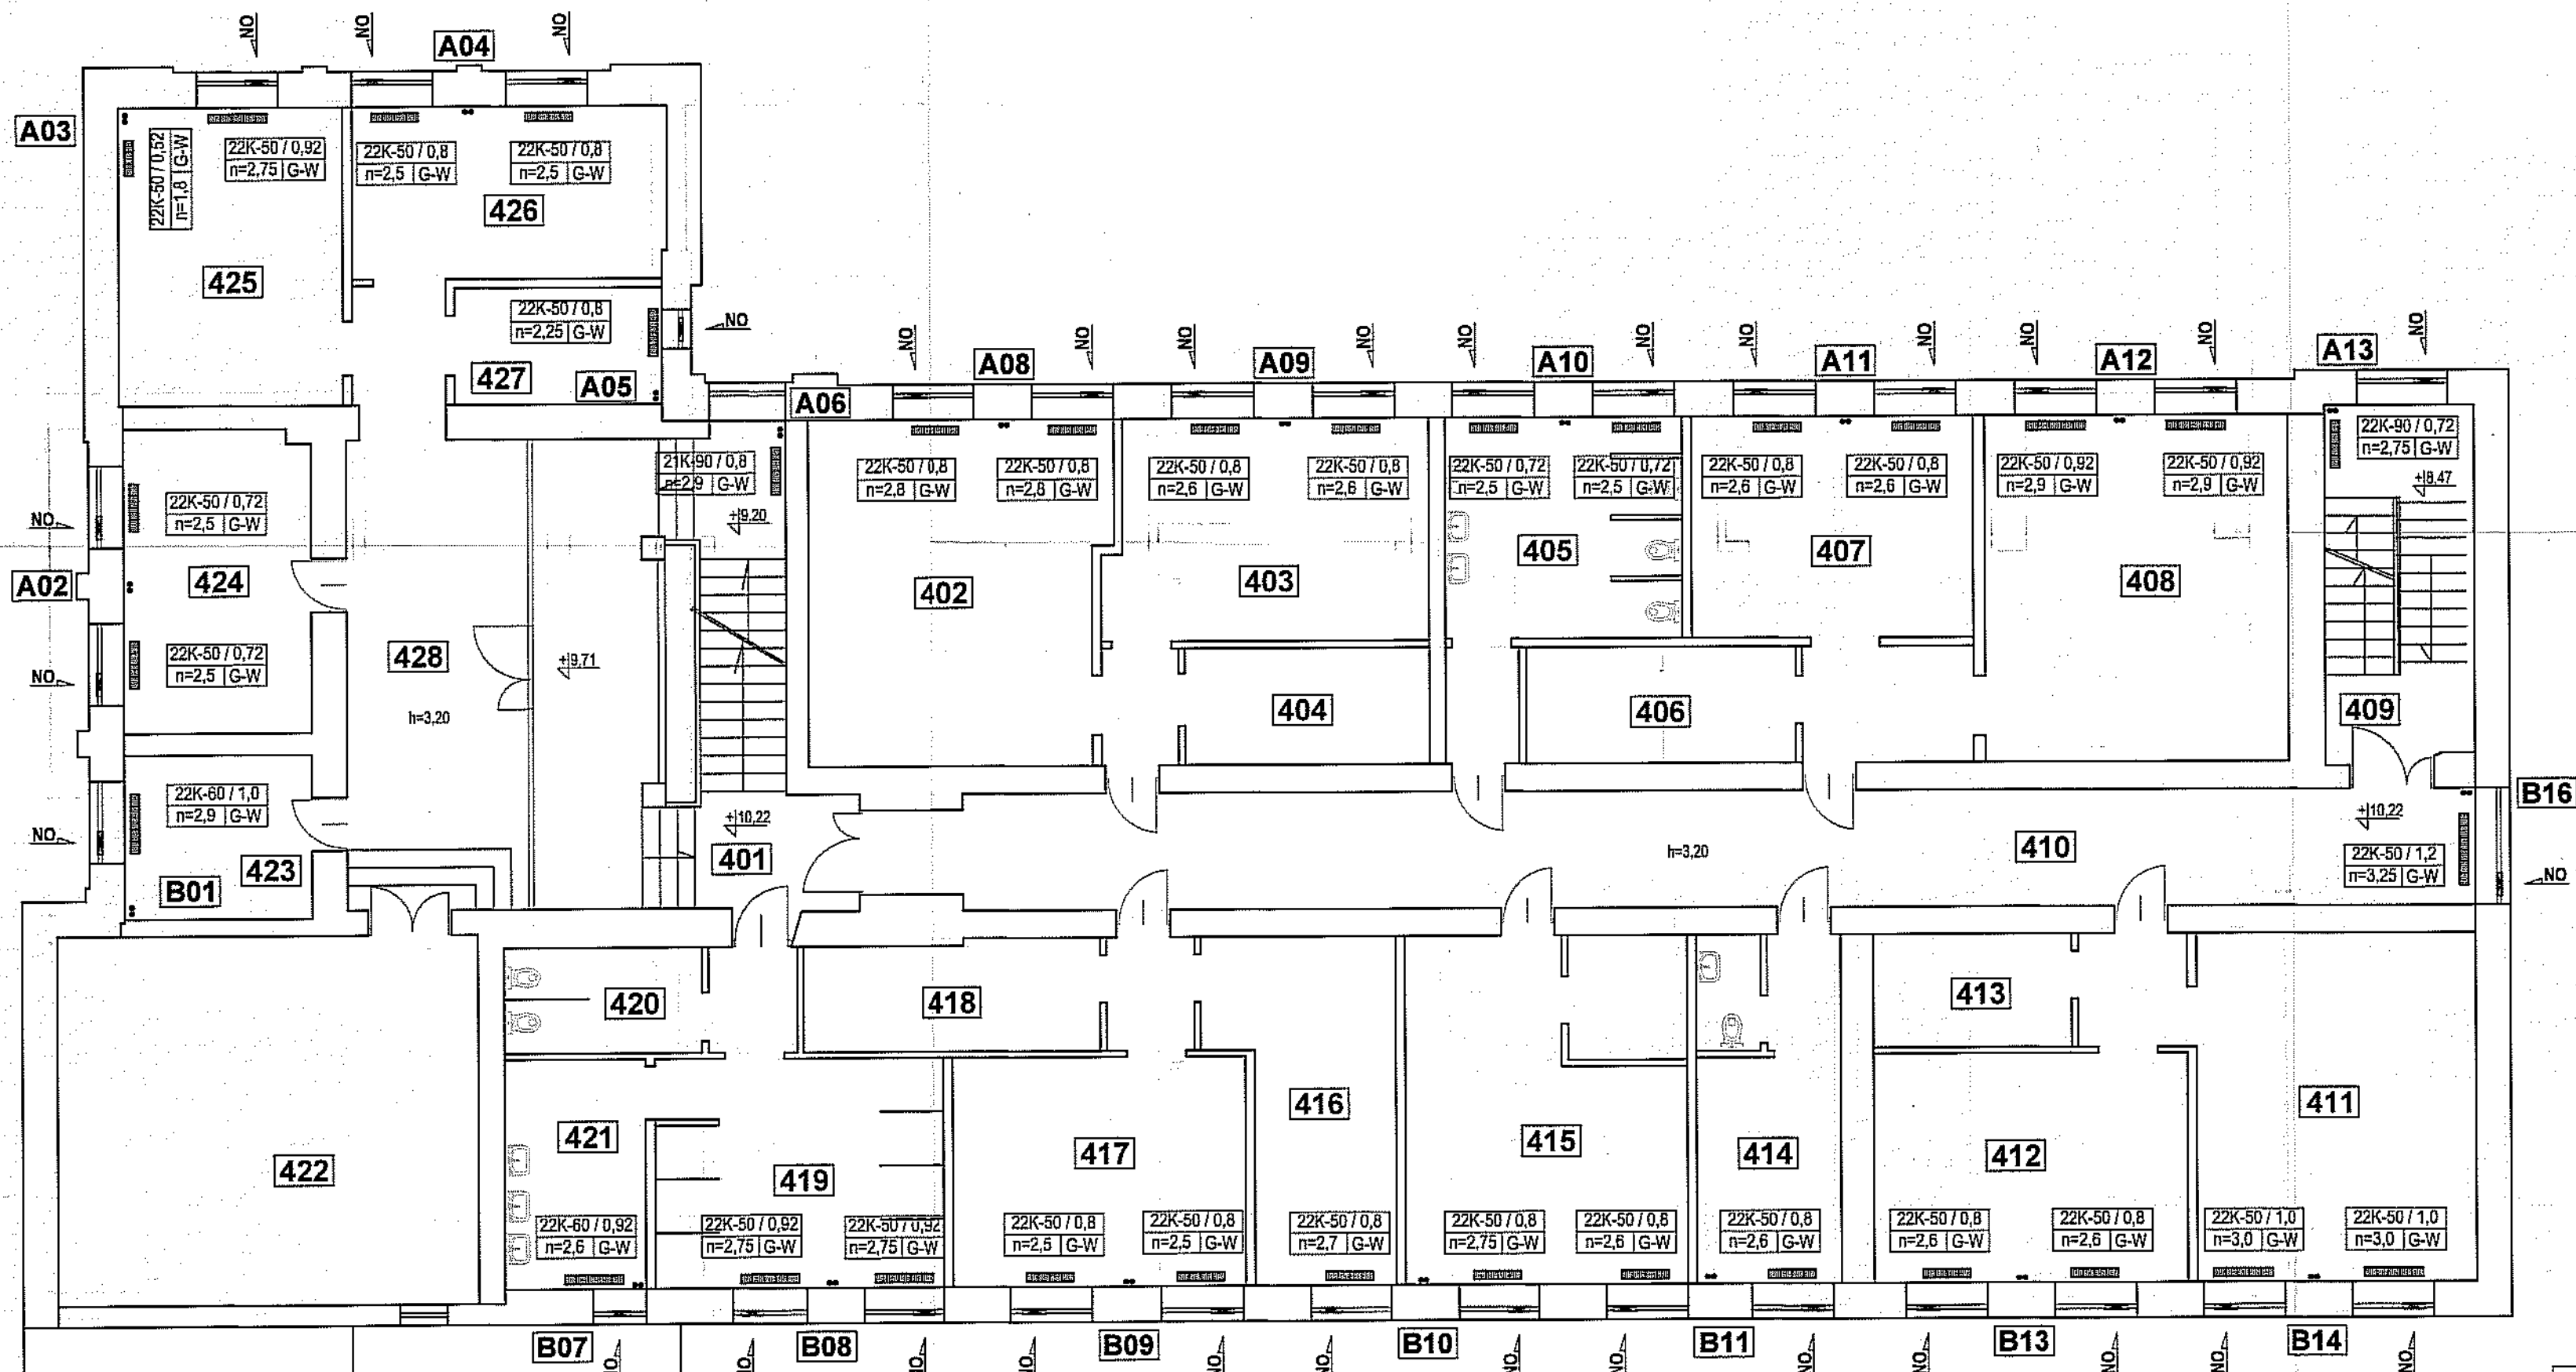 NO NO A04 NO
A03
22K-50 / 0,52
n=1,8 G-W
22K-50 / 0,92
n=2,75 G-W
22K-50 / 0,8
n=2,5 G-W
22K-50 / 0,8
n=2,5 G-W
426
425
22K-50 / 0,8
n=2,25 G-W
NO
427
A05
A06
NO A08 NO
NO A09 NO
NO A10 NO
NO A11 NO
NO A12 NO
A13 NO
21K-90 / 0,8
n=2,9 G-W
22K-50 / 0,8
n=2,8 G-W
22K-50 / 0,8
n=2,8 G-W
22K-50 / 0,8
n=2,6 G-W
22K-50 / 0,8
n=2,6 G-W
22K-50 / 0,72
n=2,5 G-W
22K-50 / 0,72
n=2,5 G-W
22K-50 / 0,8
n=2,6 G-W
22K-50 / 0,8
n=2,6 G-W
22K-50 / 0,92
n=2,9 G-W
22K-50 / 0,92
n=2,9 G-W
22K-90 / 0,72
n=2,75 G-W
+8,47
22K-50 / 0,72
n=2,5 G-W
NO
+9,20
A02
424
402
403
405
407
408
22K-50 / 0,72
n=2,5 G-W
NO
428
+9,71
h=3,20
404
406
409
22K-60 / 1,0
n=2,9 G-W
NO
423
B01
+10,22
401
h=3,20
410
+10,22
B16
22K-50 / 1,2
n=3,25 G-W
NO
420
418
413
422
421
419
417
416
415
414
412
411
22K-60 / 0,92
n=2,6 G-W
22K-50 / 0,92
n=2,75 G-W
22K-50 / 0,92
n=2,75 G-W
22K-50 / 0,8
n=2,5 G-W
22K-50 / 0,8
n=2,5 G-W
22K-50 / 0,8
n=2,7 G-W
22K-50 / 0,8
n=2,75 G-W
22K-50 / 0,8
n=2,6 G-W
22K-50 / 0,8
n=2,6 G-W
22K-50 / 0,8
n=2,6 G-W
22K-50 / 0,8
n=2,6 G-W
22K-50 / 1,0
n=3,0 G-W
22K-50 / 1,0
n=3,0 G-W
B07 NO
NO B08 NO
NO B09 NO
NO B10 NO
NO B11 NO
NO B13 NO
NO B14 NO